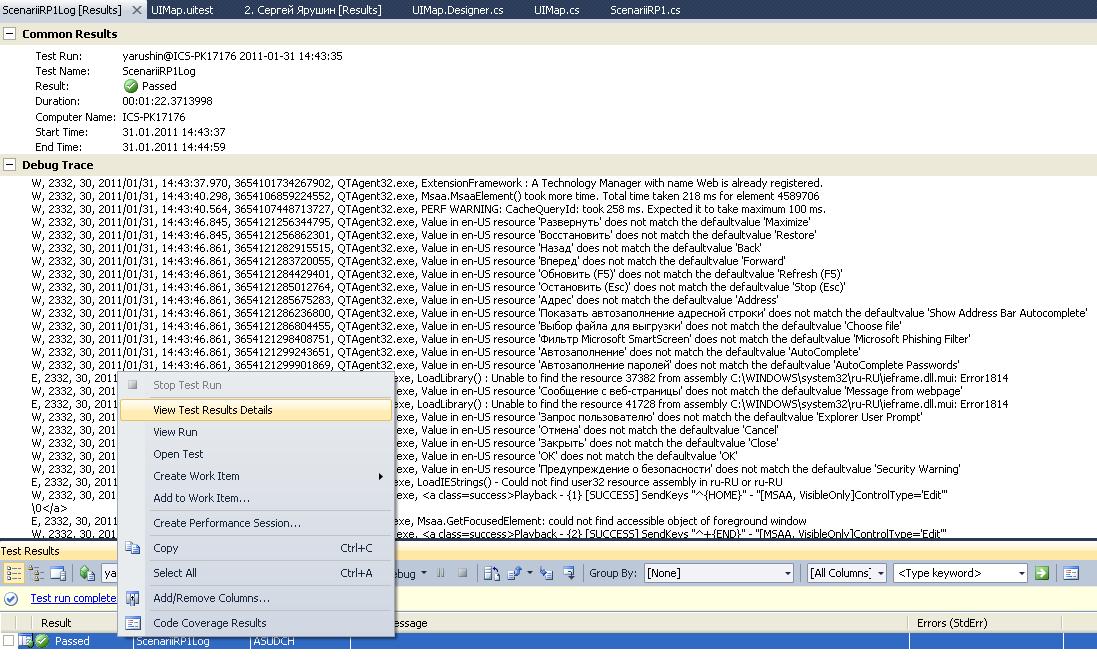 ScenariiRP1Log [Results] UIMap.uitest 2. Сергей Ярушин [Results] UIMap.Designer.cs UIMap.cs ScenariiRP1.cs
Common Results
Test Run: yarushin@ICS-PK17176 2011-01-31 14:43:35
Test Name: ScenariiRP1Log
Result: Passed
Duration: 00:01:22.3713998
Computer Name: ICS-PK17176
Start Time: 31.01.2011 14:43:37
End Time: 31.01.2011 14:44:59
Debug Trace
W, 2332, 30, 2011/01/31, 14:43:37.970, 3654101734267902, QTAgent32.exe, ExtensionFramework : A Technology Manager with name Web is already registered.
W, 2332, 30, 2011/01/31, 14:43:40.298, 3654106859224552, QTAgent32.exe, Msaa.MsaaElement() took more time. Total time taken 218 ms for element 4589706
W, 2332, 30, 2011/01/31, 14:43:40.564, 3654107448713727, QTAgent32.exe, PERF WARNING: CacheQueryId: took 258 ms. Expected it to take maximum 100 ms.
W, 2332, 30, 2011/01/31, 14:43:46.845, 3654121256344795, QTAgent32.exe, Value in en-US resource 'Развернуть' does not match the defaultvalue 'Maximize'
W, 2332, 30, 2011/01/31, 14:43:46.845, 3654121256862301, QTAgent32.exe, Value in en-US resource 'Восстановить' does not match the defaultvalue 'Restore'
W, 2332, 30, 2011/01/31, 14:43:46.861, 3654121282915515, QTAgent32.exe, Value in en-US resource 'Назад' does not match the defaultvalue 'Back'
W, 2332, 30, 2011/01/31, 14:43:46.861, 3654121283720055, QTAgent32.exe, Value in en-US resource 'Вперед' does not match the defaultvalue 'Forward'
W, 2332, 30, 2011/01/31, 14:43:46.861, 3654121284429401, QTAgent32.exe, Value in en-US resource 'Обновить (F5)' does not match the defaultvalue 'Refresh (F5)'
W, 2332, 30, 2011/01/31, 14:43:46.861, 3654121285012764, QTAgent32.exe, Value in en-US resource 'Остановить (Esc)' does not match the defaultvalue 'Stop (Esc)'
W, 2332, 30, 2011/01/31, 14:43:46.861, 3654121285675283, QTAgent32.exe, Value in en-US resource 'Адрес' does not match the defaultvalue 'Address'
W, 2332, 30, 2011/01/31, 14:43:46.861, 3654121286236800, QTAgent32.exe, Value in en-US resource 'Показать автозаполнение адресной строки' does not match the defaultvalue 'Show Address Bar Autocomplete'
W, 2332, 30, 2011/01/31, 14:43:46.861, 3654121286804455, QTAgent32.exe, Value in en-US resource 'Выбор файла для выгрузки' does not match the defaultvalue 'Choose file'
W, 2332, 30, 2011/01/31, 14:43:46.861, 3654121298408751, QTAgent32.exe, Value in en-US resource 'Фильтр Microsoft SmartScreen' does not match the defaultvalue 'Microsoft Phishing Filter'
W, 2332, 30, 2011/01/31, 14:43:46.861, 3654121299243651, QTAgent32.exe, Value in en-US resource 'Автозаполнение' does not match the defaultvalue 'AutoComplete'
W, 2332, 30, 2011/01/31, 14:43:46.861, 3654121299901869, QTAgent32.exe, Value in en-US resource 'Автозаполнение паролей' does not match the defaultvalue 'AutoComplete Passwords'
E, 2332, 30, 2011 exe, LoadLibrary() : Unable to find the resource 37382 from assembly C:\WINDOWS\system32\ru-RU\ieframe.dll.mui: Error1814
W, 2332, 30, 2011 exe, Value in en-US resource 'Сообщение с веб-страницы' does not match the defaultvalue 'Message from webpage'
E, 2332, 30, 2011 exe, LoadLibrary() : Unable to find the resource 41728 from assembly C:\WINDOWS\system32\ru-RU\ieframe.dll.mui: Error1814
W, 2332, 30, 2011 exe, Value in en-US resource 'Запрос пользователю' does not match the defaultvalue 'Explorer User Prompt'
W, 2332, 30, 2011 exe, Value in en-US resource 'Отмена' does not match the defaultvalue 'Cancel'
W, 2332, 30, 2011 exe, Value in en-US resource 'Закрыть' does not match the defaultvalue 'Close'
W, 2332, 30, 2011 exe, Value in en-US resource 'ОК' does not match the defaultvalue 'OK'
W, 2332, 30, 2011 exe, Value in en-US resource 'Предупреждение о безопасности' does not match the defaultvalue 'Security Warning'
E, 2332, 30, 2011 exe, LoadIEStrings() - Could not find user32 resource assembly in ru-RU or ru-RU
W, 2332, 30, 2011 exe, <a class=success>Playback - {1} [SUCCESS] SendKeys "^{HOME}" - "[MSAA, VisibleOnly]ControlType='Edit'"
\0</a>
E, 2332, 30, 2011 exe, Msaa.GetFocusedElement: could not find accessible object of foreground window
W, 2332, 30, 2011 exe, <a class=success>Playback - {2} [SUCCESS] SendKeys "^+{END}" - "[MSAA, VisibleOnly]ControlType='Edit'"
Stop Test Run
View Test Results Details
View Run
Open Test
Create Work Item
Add to Work Item...
Create Performance Session...
Copy Ctrl+C
Select All Ctrl+A
Add/Remove Columns...
Code Coverage Results
Test Results
ya ebug Group By: [None] [All Columns] <Type keyword>
Test run complete
Result essage Errors (StdErr)
Passed ScenariiRP1Log ASUDCH